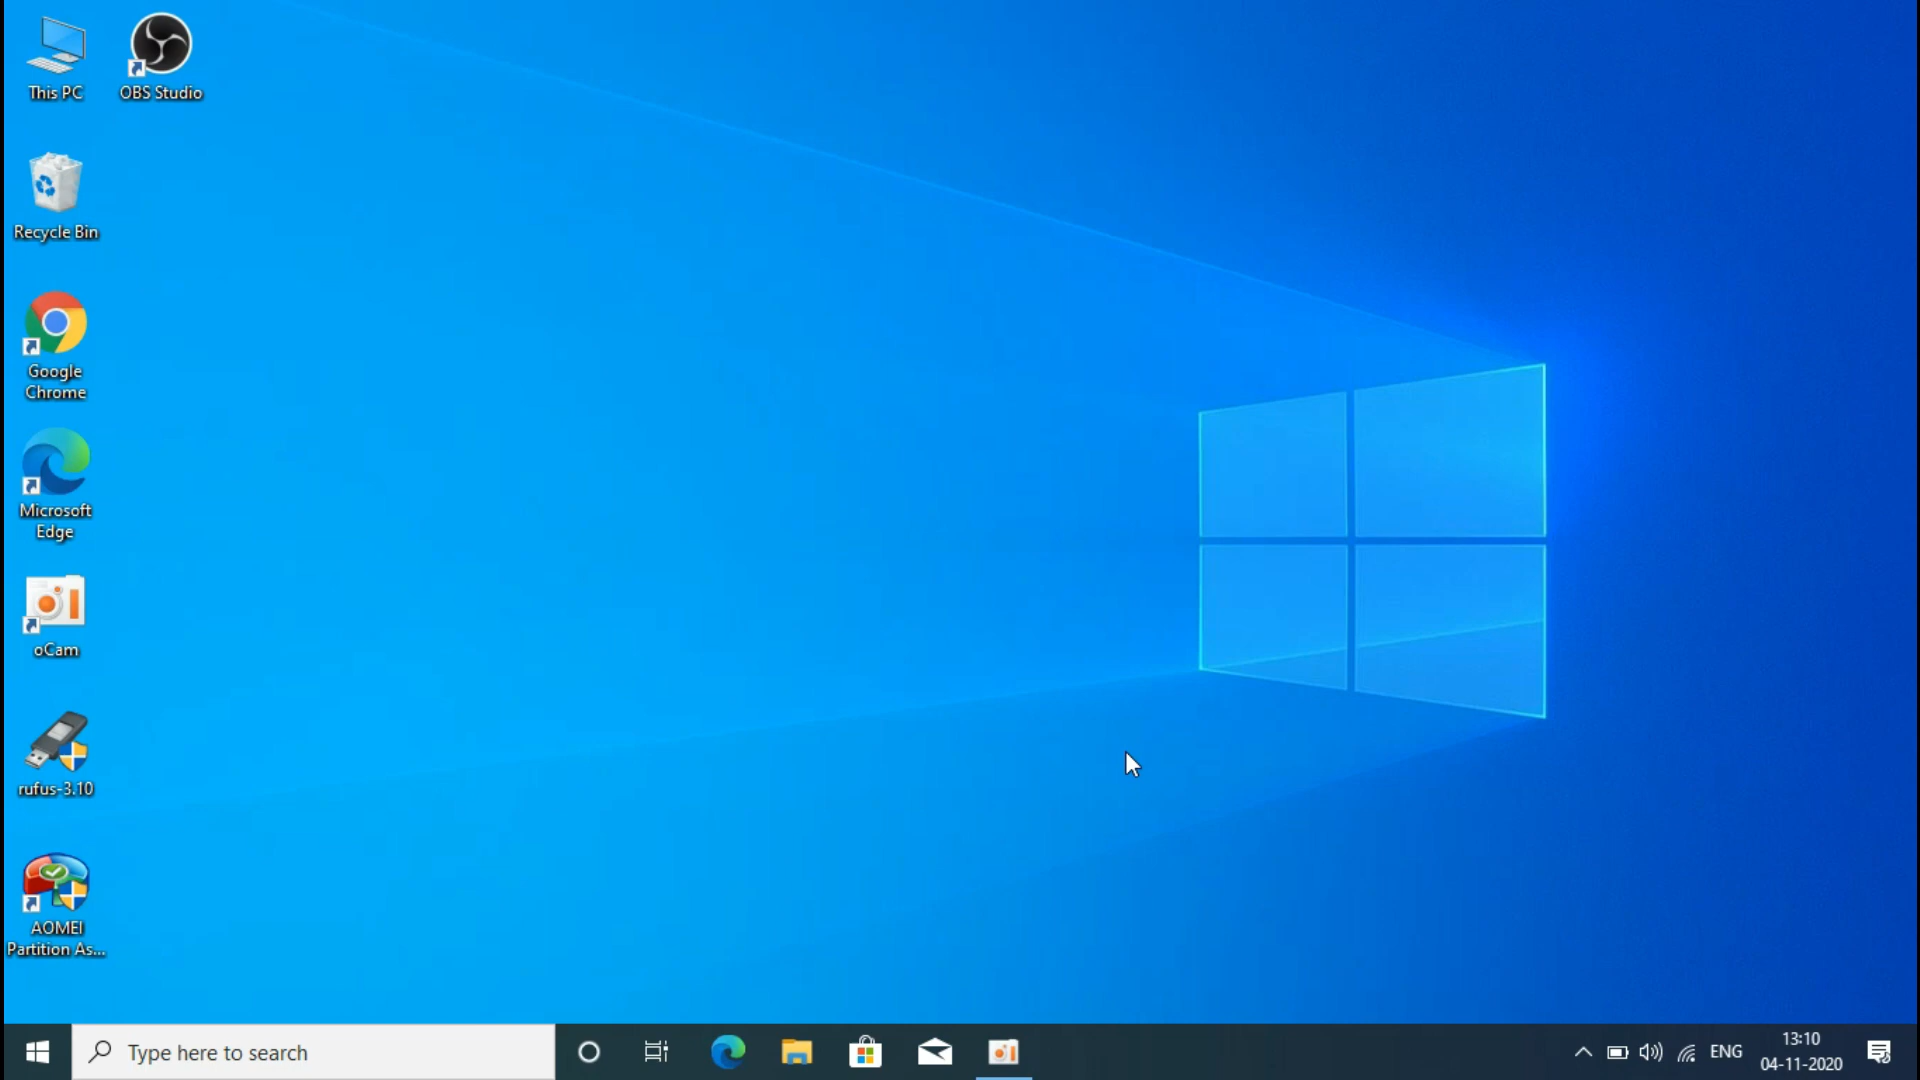 This PC
OBS Studio
Recycle Bin
Google
Chrome
Microsoft
Edge
oCam
rufus-3.10
AOMEI
Partition As...
Type here to search
ENG
13:10
04-11-2020